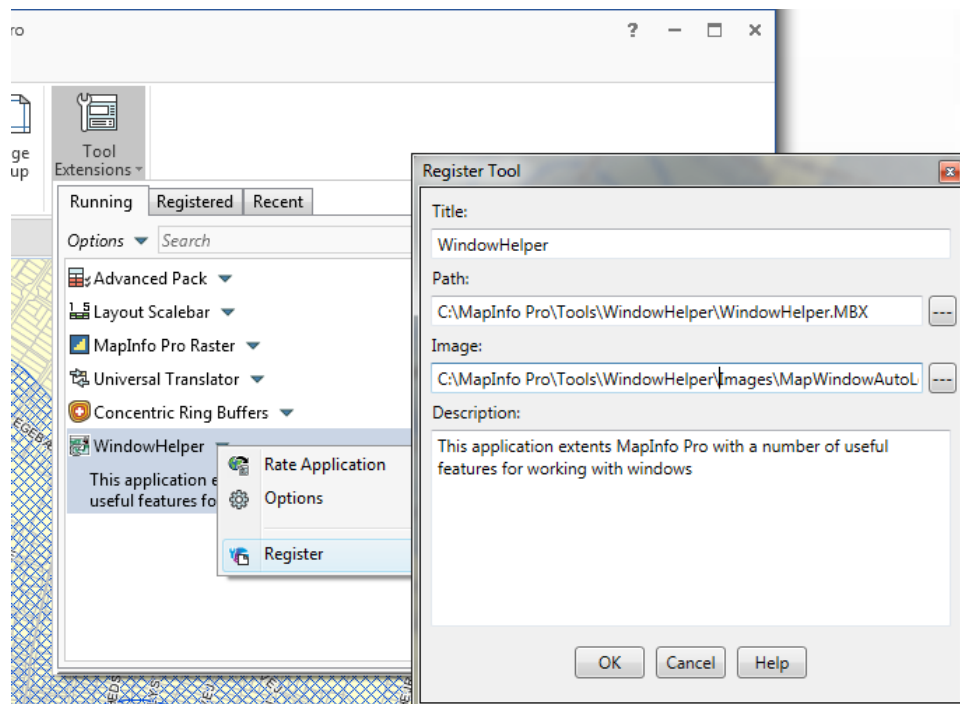 ro
?
ge
up
Tool
Extensions
Running
Registered
Recent
Options
Search
Advanced Pack
Layout Scalebar
MapInfo Pro Raster
Universal Translator
Concentric Ring Buffers
WindowHelper
This application e
useful features fo
Rate Application
Options
Register
Register Tool
Title:
WindowHelper
Path:
C:\MapInfo Pro\Tools\WindowHelper\WindowHelper.MBX
---
Image:
C:\MapInfo Pro\Tools\WindowHelper\Images\MapWindowAutoL
---
Description:
This application extents MapInfo Pro with a number of useful
features for working with windows
OK
Cancel
Help